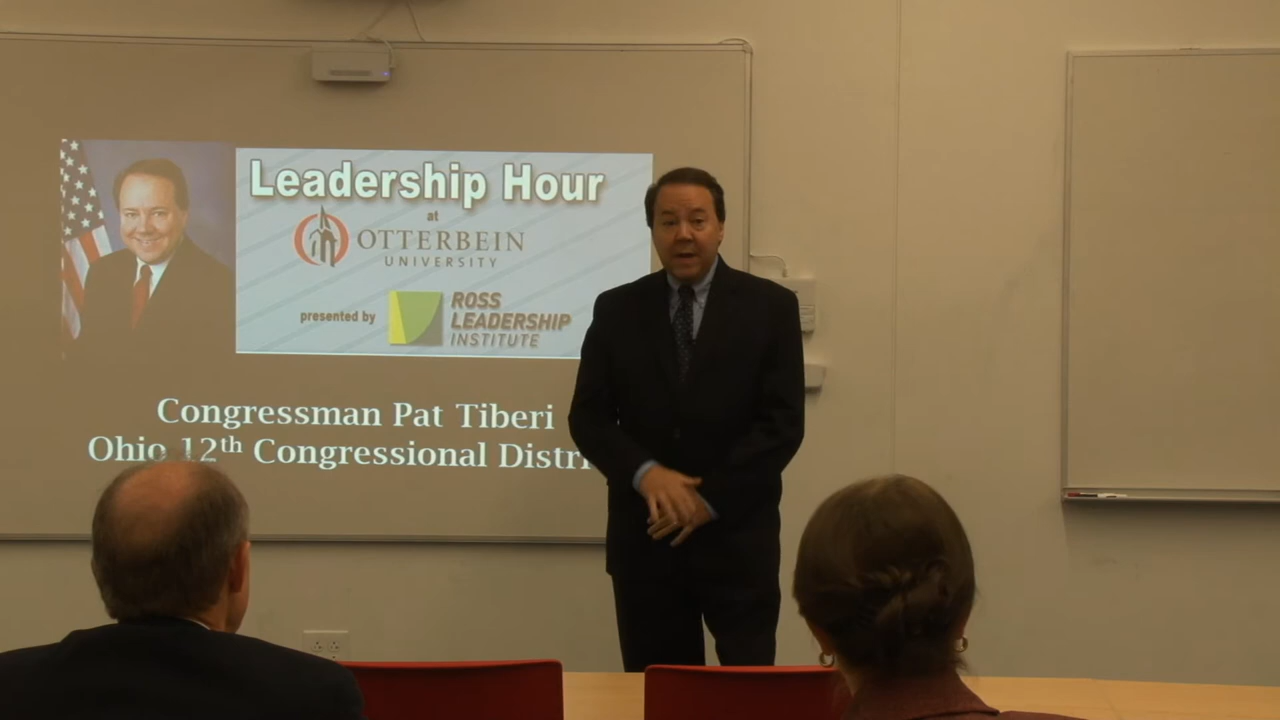 Leadership Hour
at
OTTERBEIN
UNIVERSITY
presented by
ROSS
LEADERSHIP
INSTITUTE
Congressman Pat Tiberi
Ohio 12th Congressional Distri